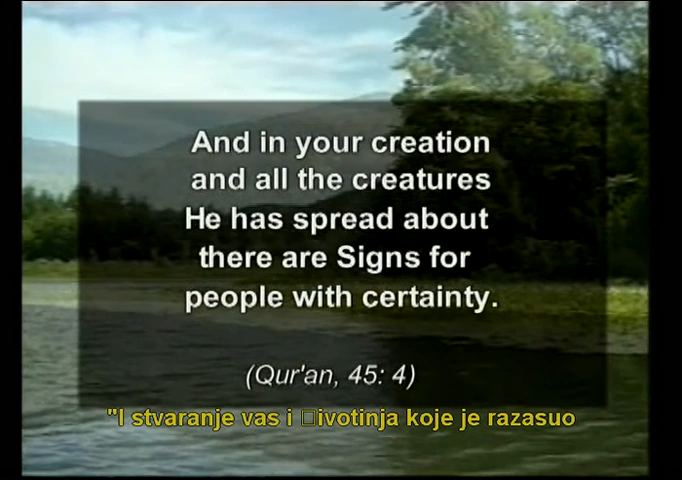 And in your creation
and all the creatures
He has spread about
there are Signs for
people with certainty.
(Qur'an, 45: 4)
"I stvaranje vas i □ivotinja koje je razasuo